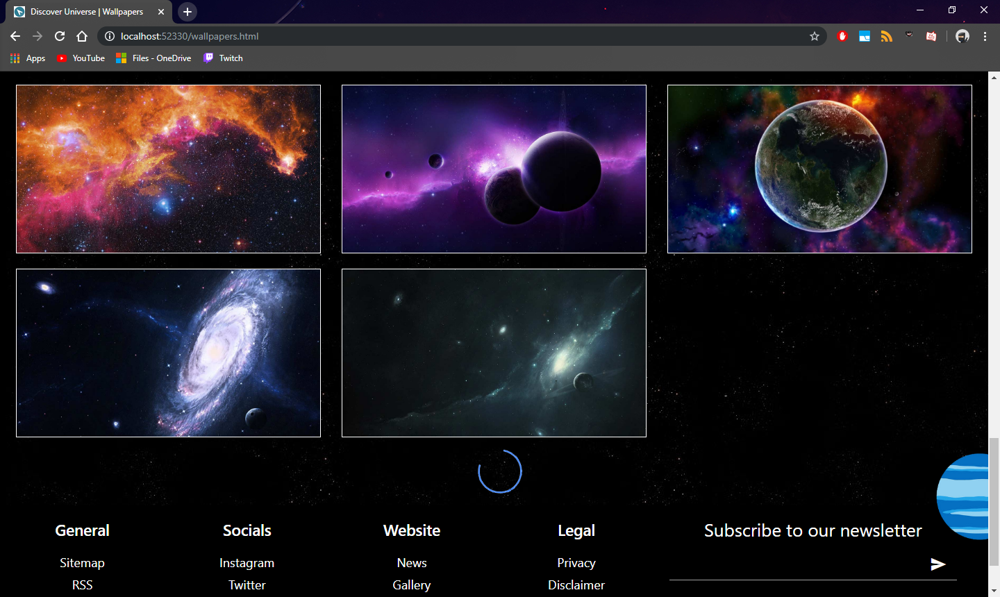 Discover Universe | Wallpapers
localhost:52330/wallpapers.html
Apps YouTube Files - OneDrive Twitch
General Socials Website Legal Subscribe to our newsletter
Sitemap Instagram News Privacy
RSS Twitter Gallery Disclaimer